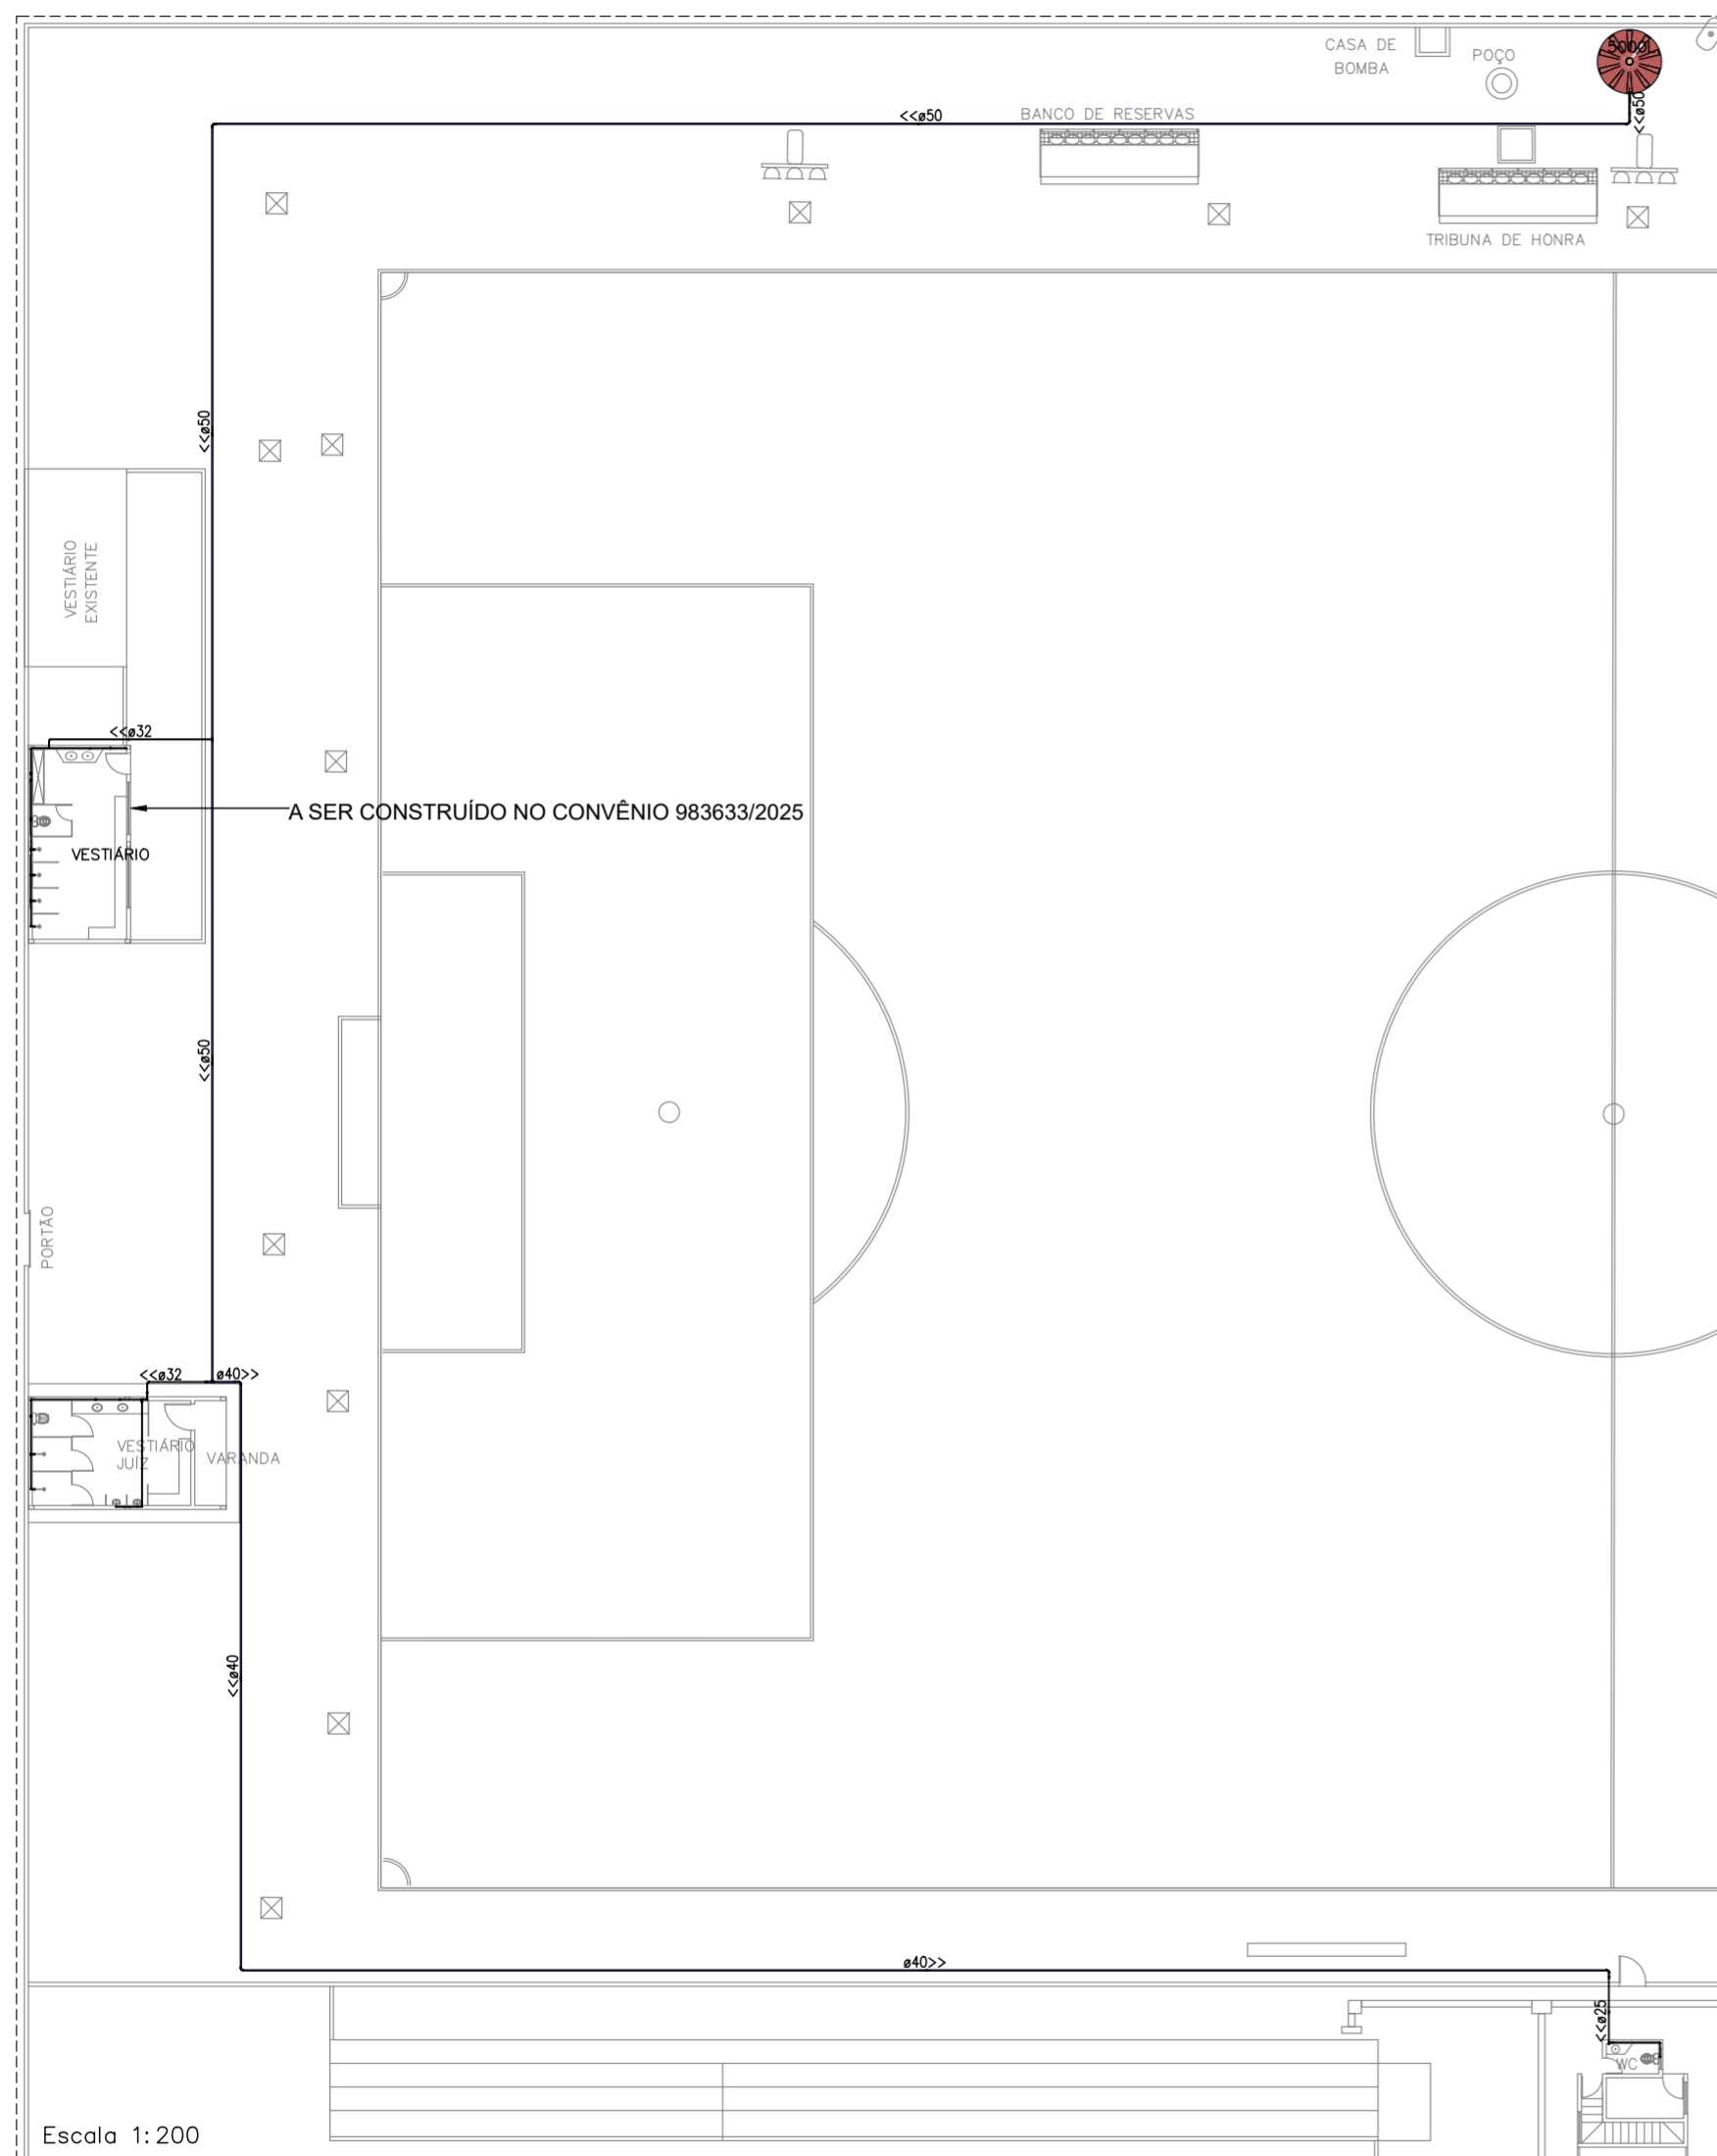 CASA DE
BOMBA
POÇO
5000L
<<ø50
<<ø50
BANCO DE RESERVAS
TRIBUNA DE HONRA
<<ø50
VESTIÁRIO
EXISTENTE
<<ø32
A SER CONSTRUÍDO NO CONVÊNIO 983633/2025
VESTIÁRIO
<<ø50
PORTÃO
<<ø32
ø40>>
VESTIÁRIO
JUÍZ
VARANDA
<<ø40
ø40>>
<<ø25
WC
Escala 1:200